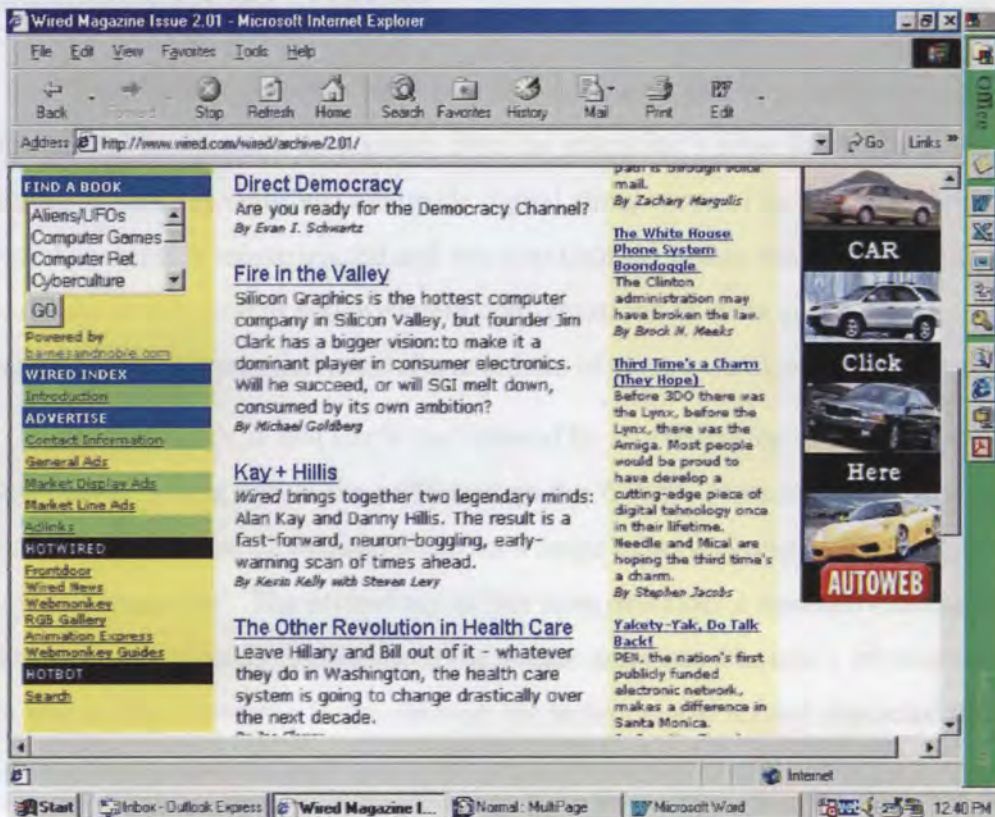 Wired Magazine Issue 2.01 - Microsoft Internet Explorer
File Edit View Favorites Tools Help
Back Forward Stop Refresh Home Search Favorites History Mail Print Edit
Address http://www.wired.com/wired/archive/2.01/ Go Links »
Office
FIND A BOOK
Aliens/UFOs
Computer Games
Computer Ref.
Cyberculture
GO
Powered by
barnesandnoble.com
WIRED INDEX
Introduction
ADVERTISE
Contact Information
General Ads
Market Display Ads
Market Line Ads
Adlinks
HOTWIRED
Frontdoor
Wired News
Webmonkey
RGB Gallery
Animation Express
Webmonkey Guides
HOTBOT
Search
Direct Democracy
Are you ready for the Democracy Channel?
By Evan I. Schwartz
Fire in the Valley
Silicon Graphics is the hottest computer
company in Silicon Valley, but founder Jim
Clark has a bigger vision: to make it a
dominant player in consumer electronics.
Will he succeed, or will SGI melt down,
consumed by its own ambition?
By Michael Goldberg
Kay + Hillis
Wired brings together two legendary minds:
Alan Kay and Danny Hillis. The result is a
fast-forward, neuron-boggling, early-
warning scan of times ahead.
By Kevin Kelly with Steven Levy
The Other Revolution in Health Care
Leave Hillary and Bill out of it - whatever
they do in Washington, the health care
system is going to change drastically over
the next decade.
path is through voice
mail.
By Zachary Margulis
The White House
Phone System
Boondoggle
The Clinton
administration may
have broken the law.
By Brock N. Meeks
Third Time's a Charm
(They Hope)
Before 3DO there was
the Lynx, before the
Lynx, there was the
Amiga. Most people
would be proud to
have develop a
cutting-edge piece of
digital tehnology once
in their lifetime.
Needle and Mical are
hoping the third time's
a charm.
By Stephen Jacobs
Yakety-Yak, Do Talk
Back!
PEN, the nation's first
publicly funded
electronic network,
makes a difference in
Santa Monica.
CAR
Click
Here
AUTOWEB
Internet
Start Inbox - Outlook Express Wired Magazine I... Normal: MultiPage Microsoft Word 12:40 PM